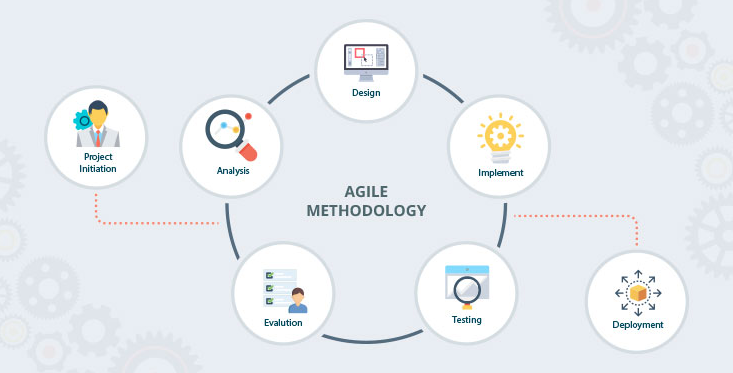 Design
Project
Initiation
Analysis
Implement
AGILE
METHODOLOGY
Evalution
Testing
Deployment